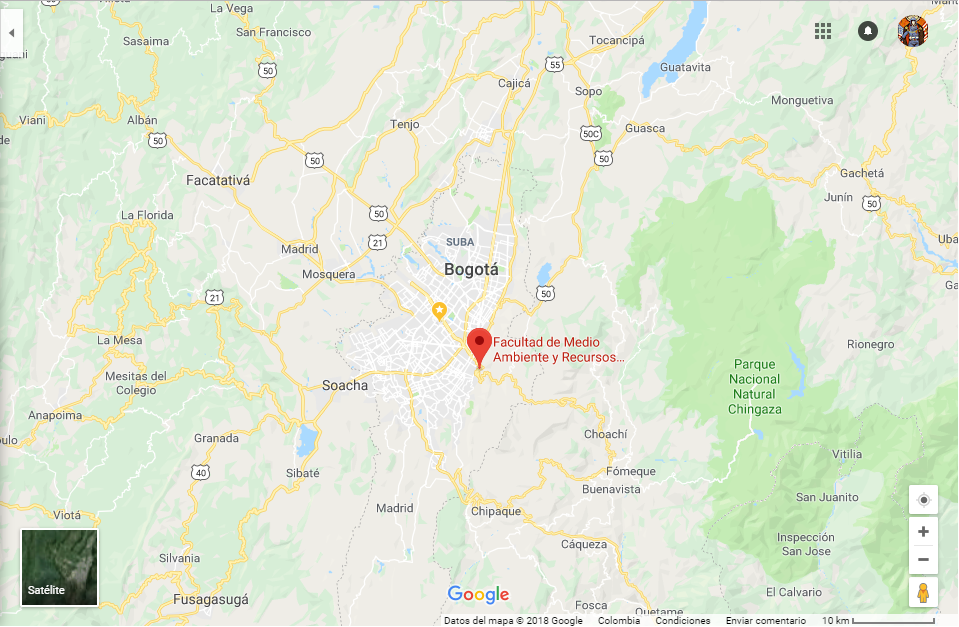 La Vega
San Francisco
Sasaima
Tocancipá
55
Guatavita
50
Cajicá
Sopo
Monguetiva
Viani
Albán
Tenjo
50C
Guasca
50
50
50
Facatativá
Gachetá
Junín
50
La Florida
50
SUBA
21
Madrid
Bogotá
Mosquera
50
21
La Mesa
Facultad de Medio
Ambiente y Recursos...
Rionegro
Mesitas del
Colegio
Soacha
Parque
Nacional
Natural
Chingaza
Anapoima
Granada
Choachí
Vitilia
40
Sibaté
Fómeque
Buenavista
San Juanito
Madrid
Chipaque
Viotá
Inspección
San Jose
Cáqueza
Silvania
Satélite
Fusagasugá
Google
El Calvario
Fosca
Quetame
Datos del mapa © 2018 Google Colombia Condiciones Enviar comentario 10 km